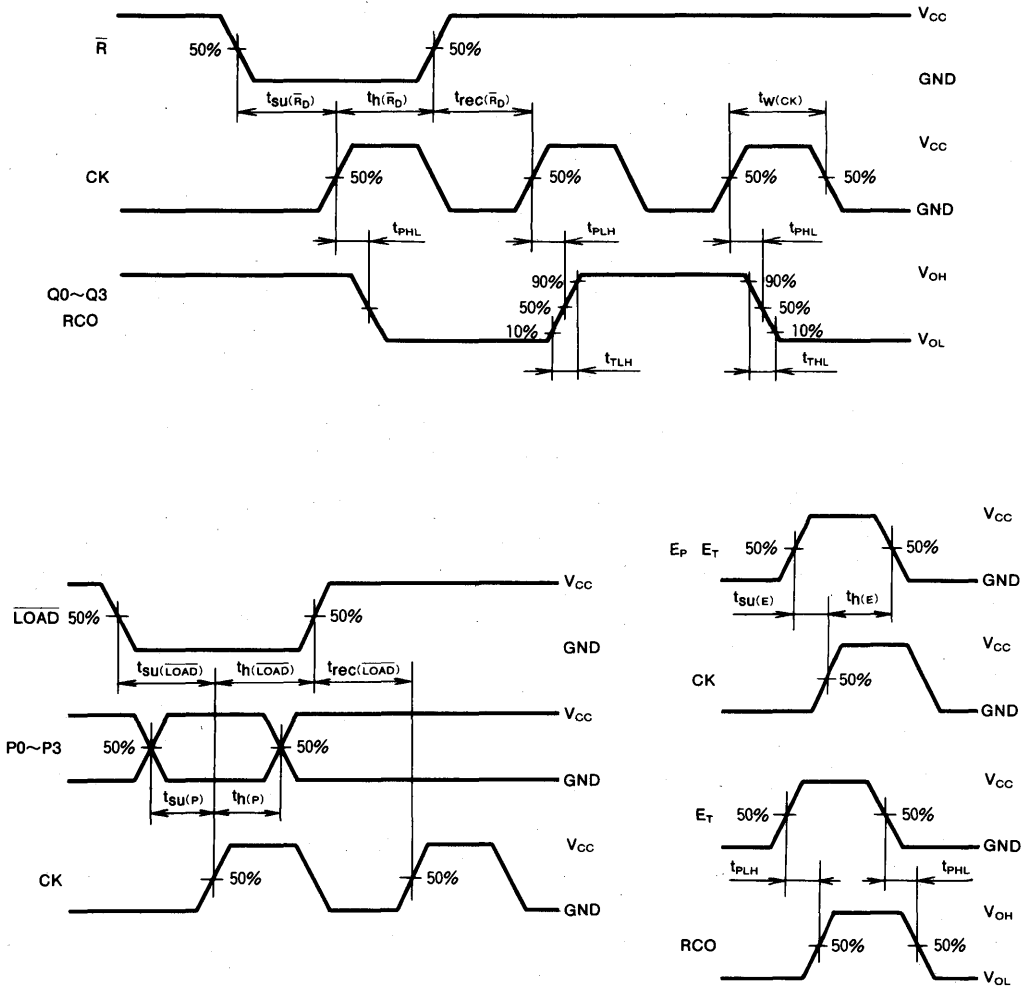 R̅ 50% 50% VCC
GND
tsu(R̅D) th(R̅D) trec(R̅D) tw(CK)
VCC
CK 50% 50% 50% 50%
GND
tPHL tPLH tPHL
VOH
Q0~Q3 90% 90%
RCO 50% 50%
10% 10%
VOL
tTLH tTHL
VCC
L̅O̅A̅D̅ 50% 50%
GND
tsu(L̅O̅A̅D̅) th(L̅O̅A̅D̅) trec(L̅O̅A̅D̅)
VCC
P0~P3 50% 50%
GND
tsu(P) th(P)
VCC
CK 50% 50%
GND
VCC
EP ET 50% 50%
GND
tsu(E) th(E)
VCC
CK 50%
GND
VCC
ET 50% 50%
GND
tPLH tPHL
VOH
RCO 50% 50%
VOL